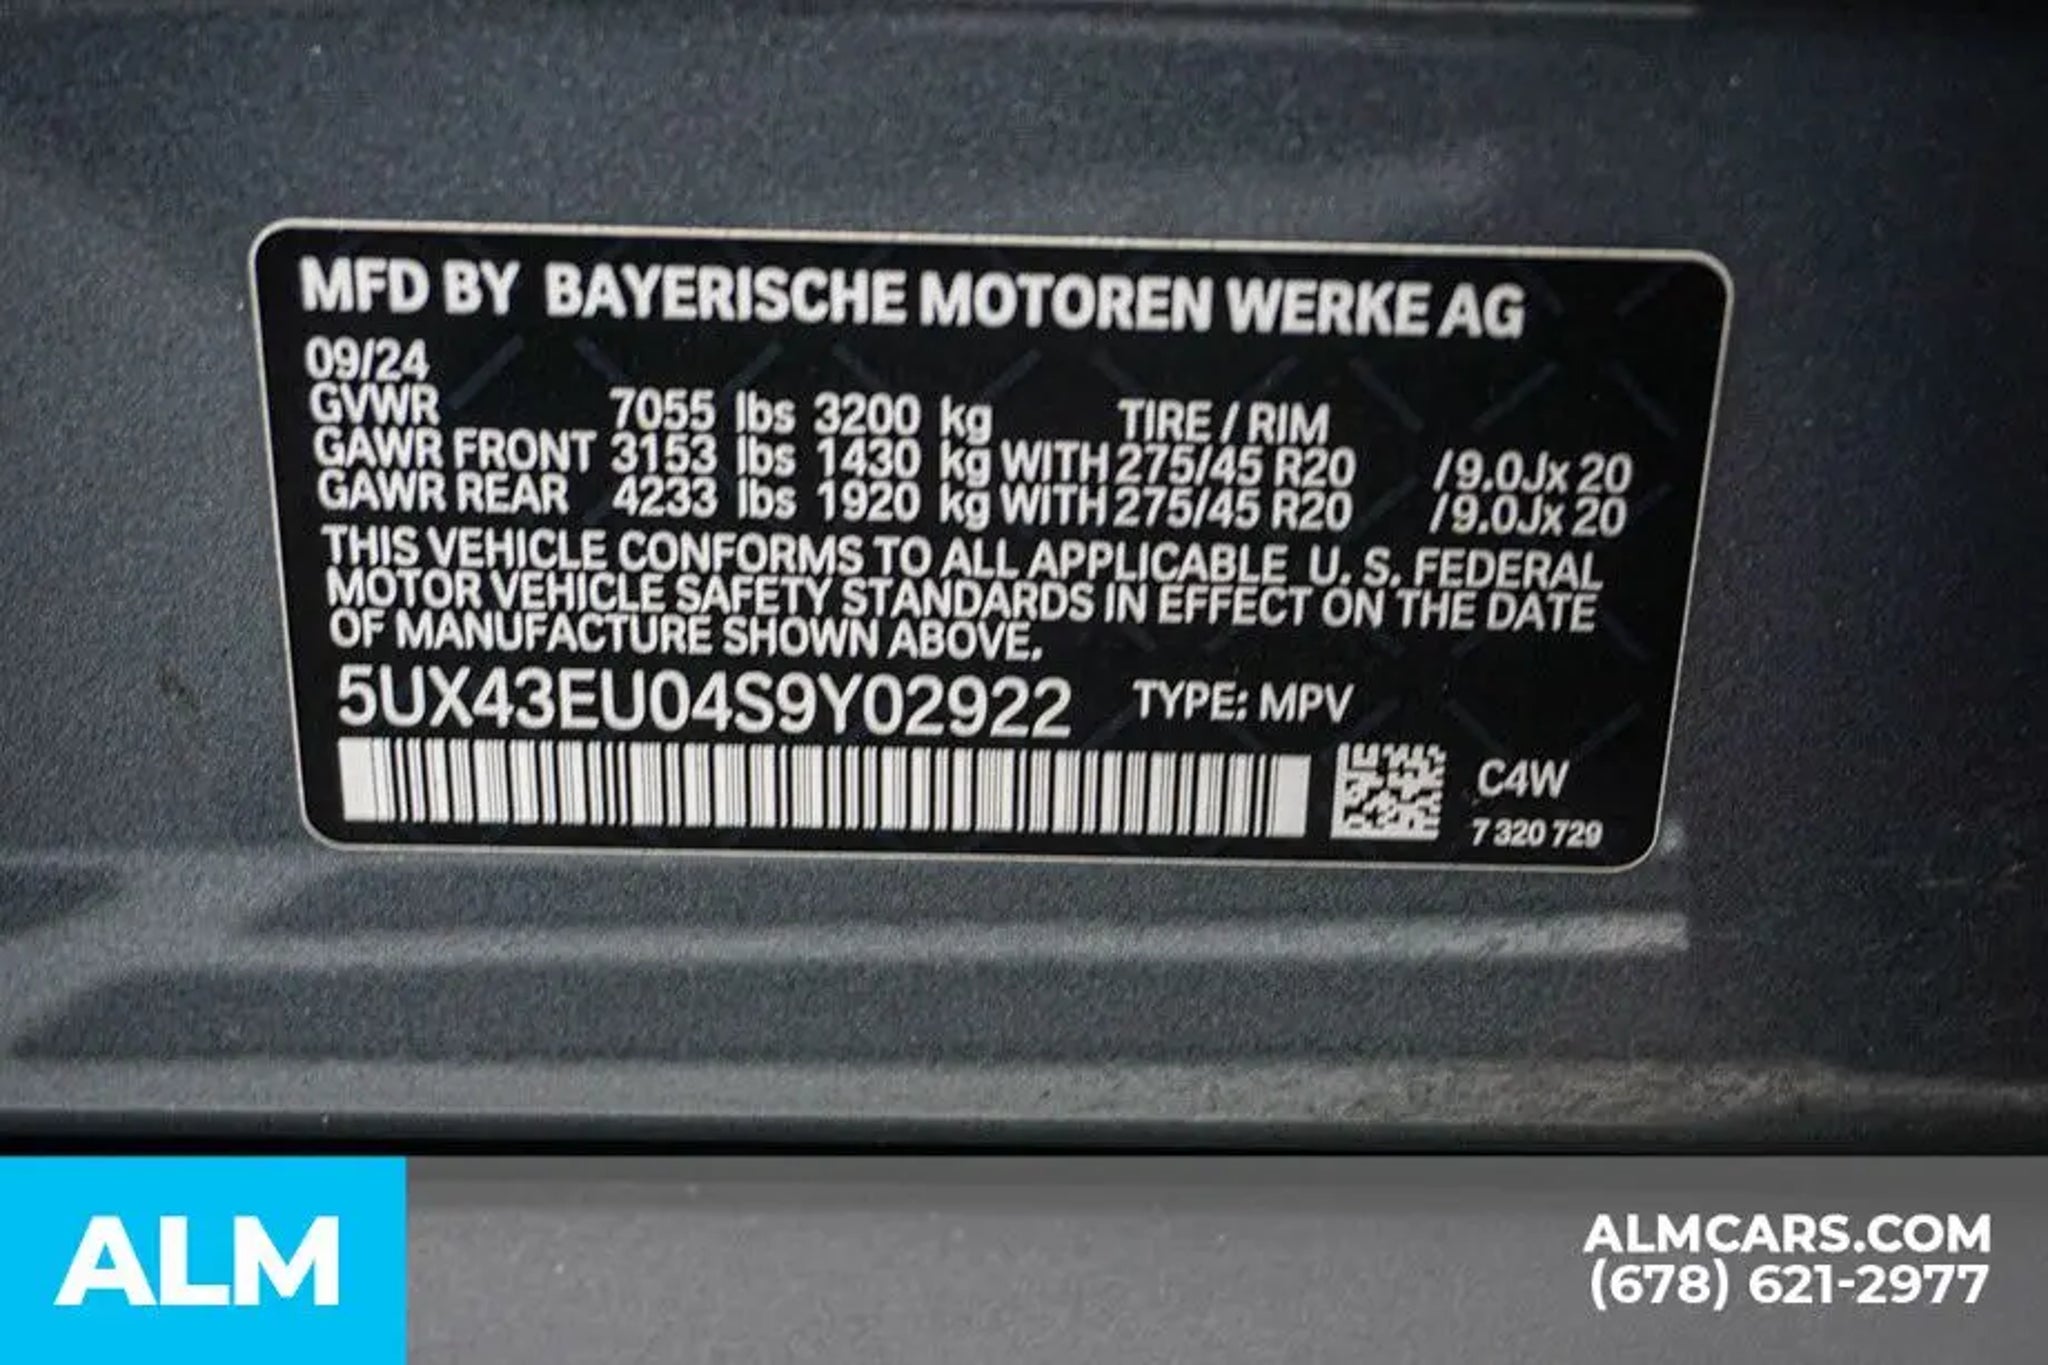 MFD BY BAYERISCHE MOTOREN WERKE AG
09/24
GVWR 7055 lbs 3200 kg TIRE / RIM
GAWR FRONT 3153 lbs 1430 kg WITH 275/45 R20 /9.0Jx 20
GAWR REAR 4233 lbs 1920 kg WITH 275/45 R20 /9.0Jx 20
THIS VEHICLE CONFORMS TO ALL APPLICABLE U. S. FEDERAL
MOTOR VEHICLE SAFETY STANDARDS IN EFFECT ON THE DATE
OF MANUFACTURE SHOWN ABOVE.
5UX43EU04S9Y02922 TYPE: MPV
C4W
7 320 729
ALM
ALMCARS.COM
(678) 621-2977